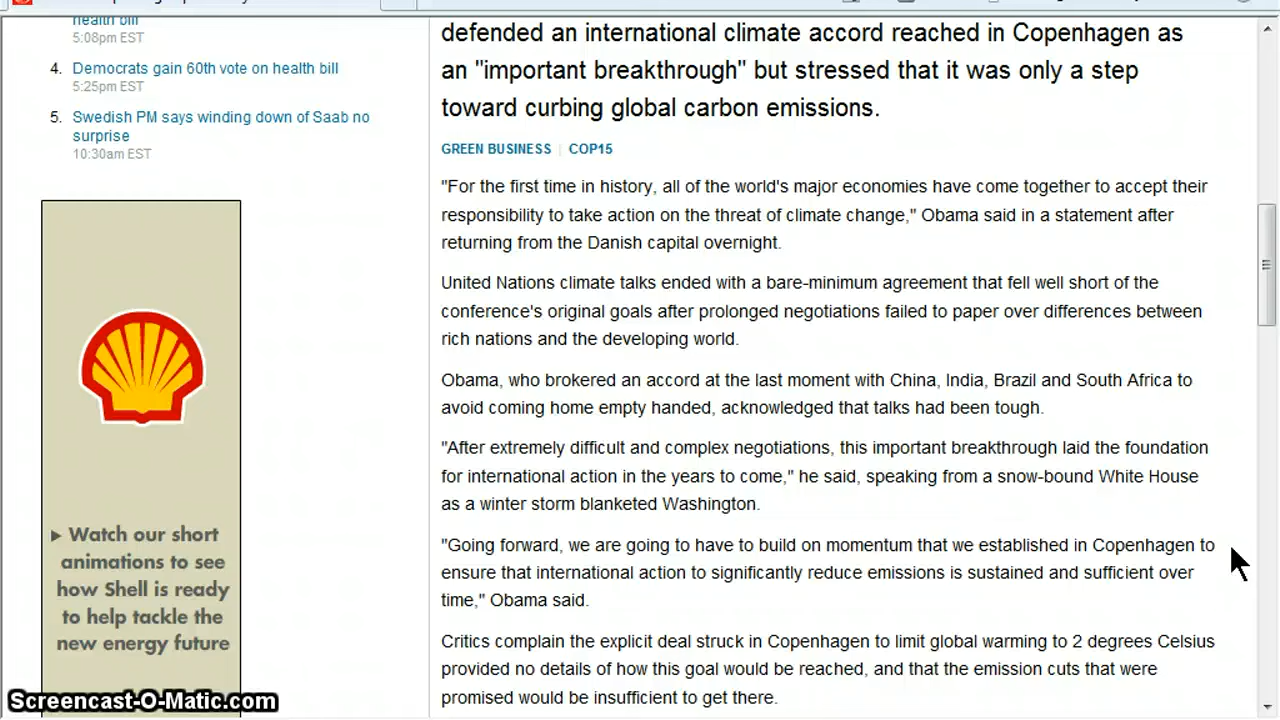 health bill
5:08pm EST
4. Democrats gain 60th vote on health bill
5:25pm EST
5. Swedish PM says winding down of Saab no
surprise
10:30am EST
▶ Watch our short
animations to see
how Shell is ready
to help tackle the
new energy future
defended an international climate accord reached in Copenhagen as
an "important breakthrough" but stressed that it was only a step
toward curbing global carbon emissions.
GREEN BUSINESS | COP15
"For the first time in history, all of the world's major economies have come together to accept their
responsibility to take action on the threat of climate change," Obama said in a statement after
returning from the Danish capital overnight.
United Nations climate talks ended with a bare-minimum agreement that fell well short of the
conference's original goals after prolonged negotiations failed to paper over differences between
rich nations and the developing world.
Obama, who brokered an accord at the last moment with China, India, Brazil and South Africa to
avoid coming home empty handed, acknowledged that talks had been tough.
"After extremely difficult and complex negotiations, this important breakthrough laid the foundation
for international action in the years to come," he said, speaking from a snow-bound White House
as a winter storm blanketed Washington.
"Going forward, we are going to have to build on momentum that we established in Copenhagen to
ensure that international action to significantly reduce emissions is sustained and sufficient over
time," Obama said.
Critics complain the explicit deal struck in Copenhagen to limit global warming to 2 degrees Celsius
provided no details of how this goal would be reached, and that the emission cuts that were
promised would be insufficient to get there.
Screencast-O-Matic.com